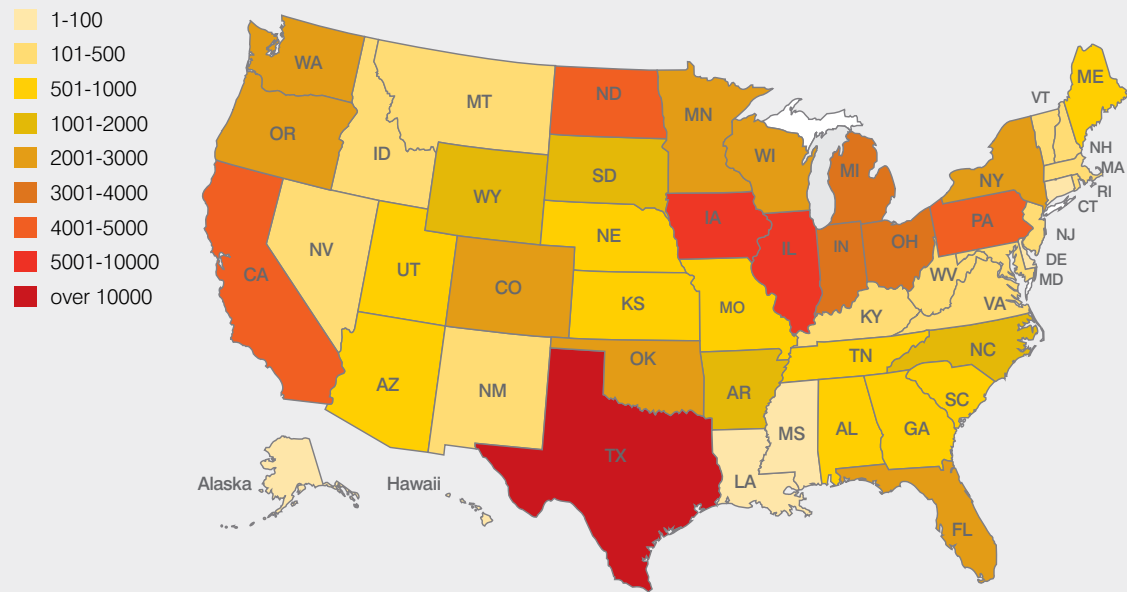 1-100
101-500
501-1000
1001-2000
2001-3000
3001-4000
4001-5000
5001-10000
over 10000
WA
OR
CA
ID
NV
MT
WY
UT
AZ
CO
NM
ND
SD
NE
KS
OK
TX
MN
IA
MO
AR
LA
WI
IL
MI
IN
OH
KY
TN
MS
AL
GA
FL
SC
NC
VA
WV
PA
NY
VT
ME
NH
MA
RI
CT
NJ
DE
MD
Alaska
Hawaii